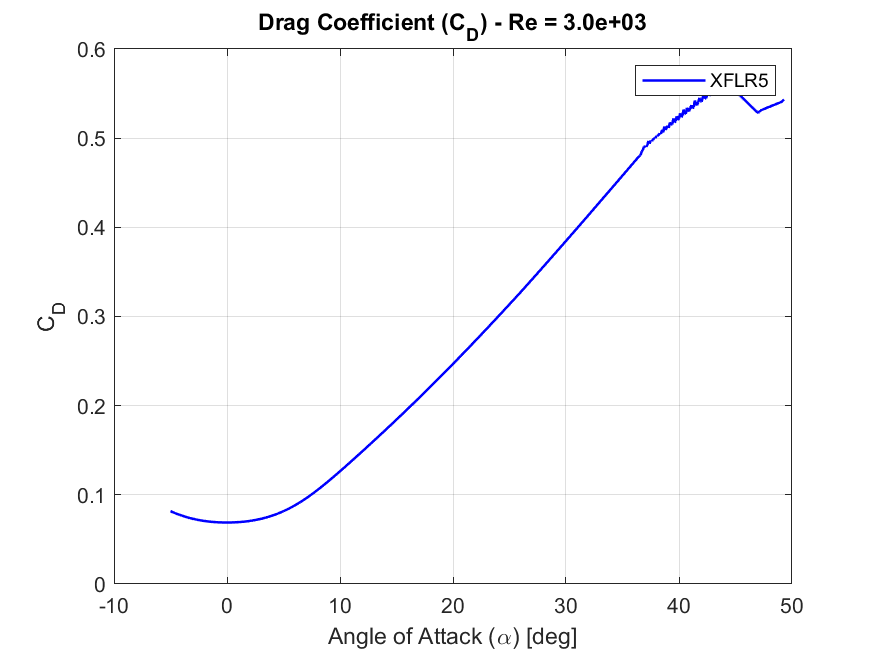 Drag Coefficient (C_D) - Re = 3.0e+03
XFLR5
0.6
0.5
0.4
0.3
0.2
0.1
0
C_D
-10 0 10 20 30 40 50
Angle of Attack (α) [deg]